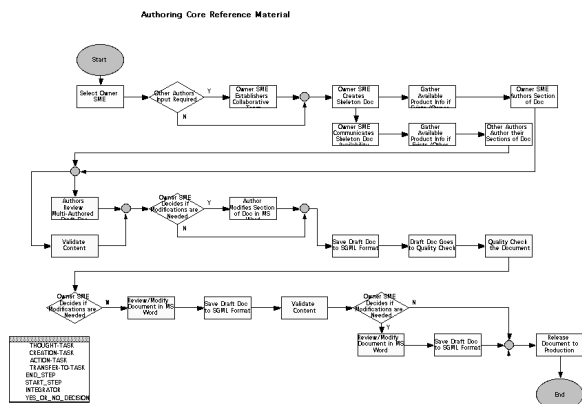 Authoring Core Reference Material
Start
Select Owner
SME
Other Authors
Input Required
Y
N
Owner SME
Establishers
Collaborative
Team
Owner SME
Creates
Skeleton Doc
Gather
Available
Product Info if
Owner SME
Authors Section
of Doc
Owner SME
Communicates
Skeleton Doc
Availability
Gather
Available
Product Info if
Other Authors
Author their
Sections of Doc
Authors
Review
Multi-Authored
Draft Doc
Validate
Content
Owner SME
Decides if
Modifications are
Needed
Y
N
Author
Modifies Section
of Doc in MS
Word
Save Draft Doc
to SGML Format
Draft Doc Goes
to Quality Check
Quality Check
the Document
Owner SME
Decides if
Modifications are
Needed
Review/Modify
Document in MS
Word
Save Draft Doc
to SGML Format
Validate
Content
Owner SME
Decides if
Modifications are
Needed
N
Y
Review/Modify
Document in MS
Word
Save Draft Doc
to SGML Format
Release
Document to
Production
End
THOUGHT-TASK
CREATION-TASK
ACTION-TASK
TRANSFER-TO-TASK
END_STEP
START_STEP
INTEGRATOR
YES_OR_NO_DECISION